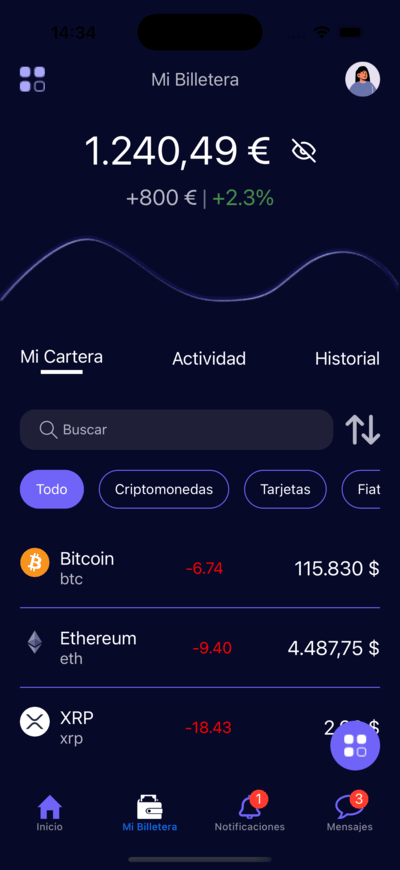 14:34
Mi Billetera
1.240,49 €
+800 € | +2.3%
Mi Cartera Actividad Historial
Buscar
Todo Criptomonedas Tarjetas Fiat
Bitcoin -6.74 115.830 $
btc
Ethereum -9.40 4.487,75 $
eth
XRP -18.43 $
xrp
1 3
Inicio Mi Billetera Notificaciones Mensajes